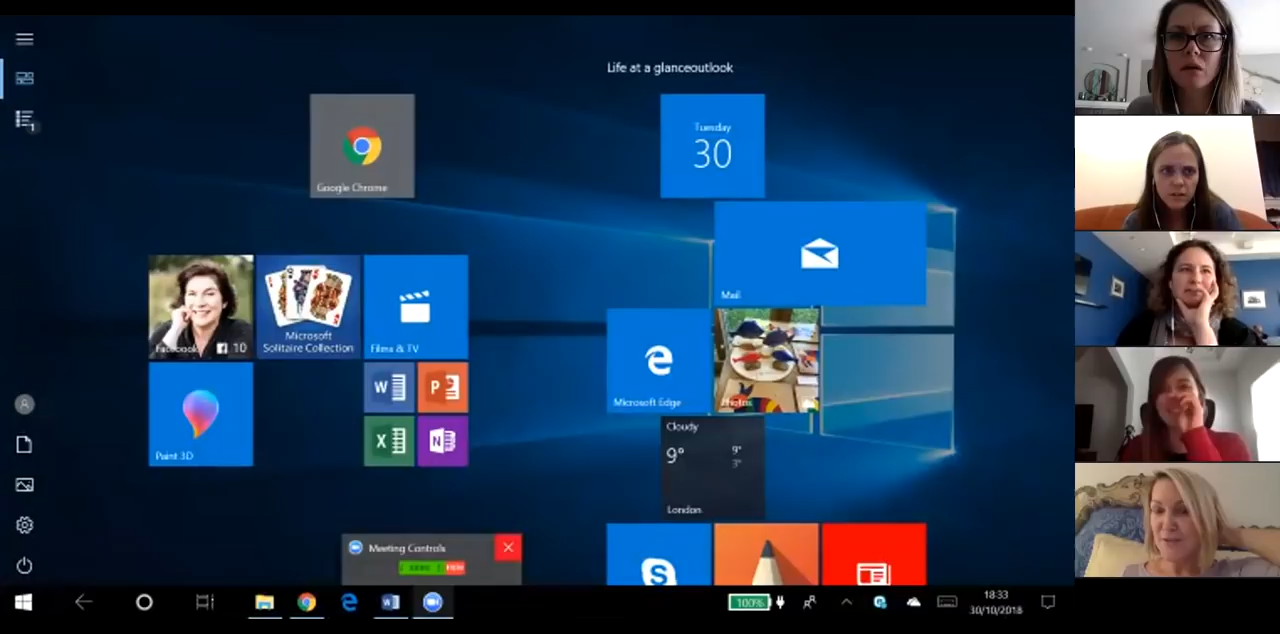 Life at a glanceoutlook
1
Google Chrome
Tuesday
30
Mail
Facebook
10
Microsoft
Solitaire Collection
Films & TV
Microsoft Edge
Photos
Paint 3D
W
P
X
N
Cloudy
9°
9°
3°
London
Meeting Controls
S
100%
18:33
30/10/2018